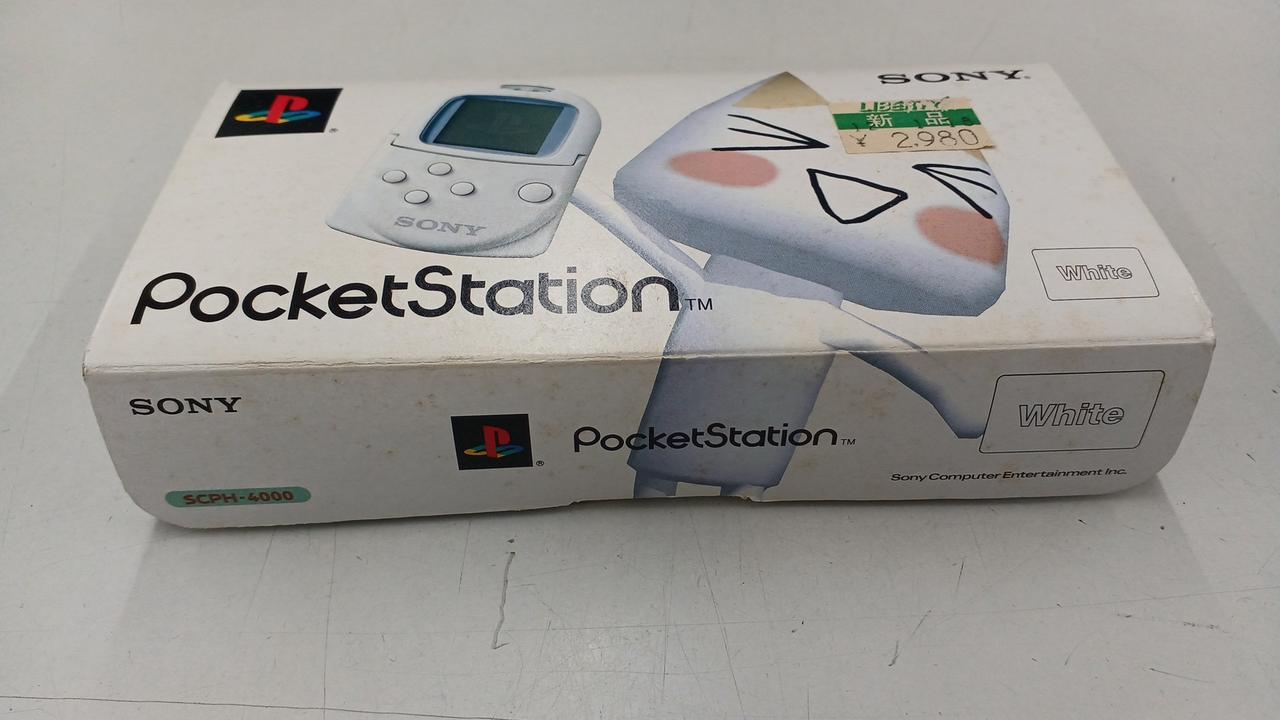 SONY®
LIBERTY
新品
¥ 2,980
SONY
PocketStation™
White
SONY
PocketStation™
White
Sony Computer Entertainment Inc.
SCPH-4000